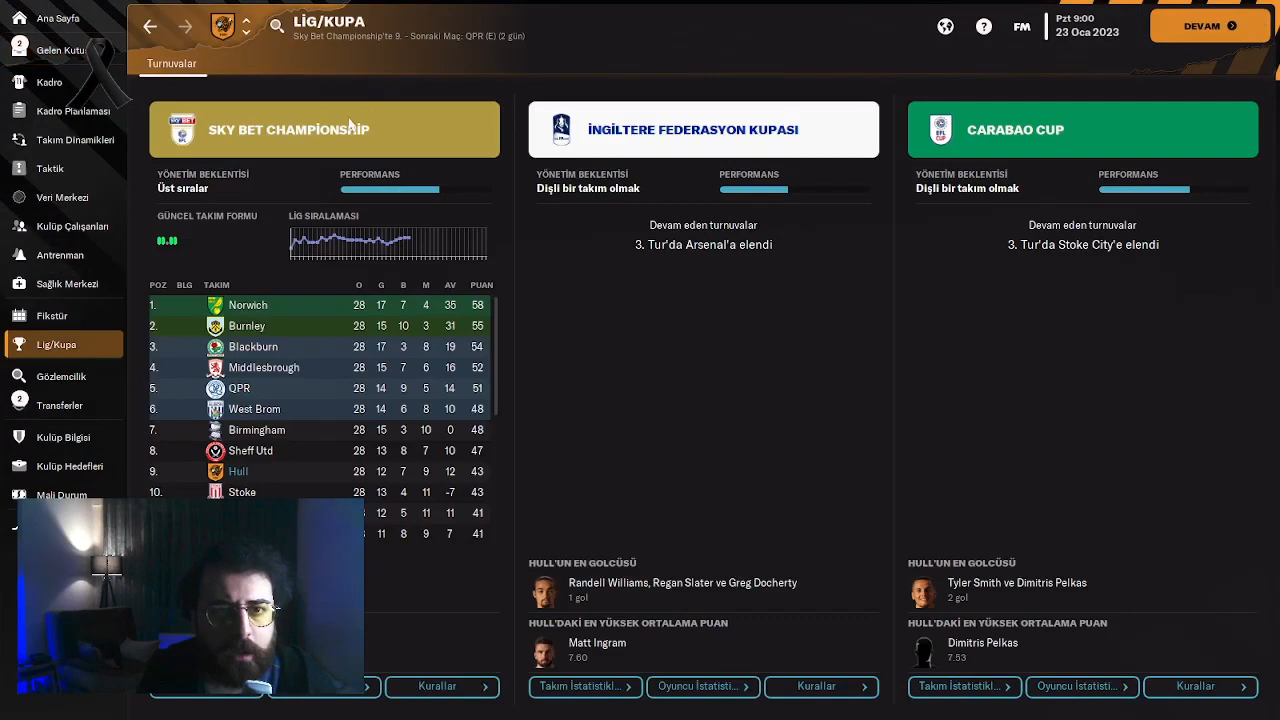 Ana Sayfa
2
Gelen Kutu
Kadro
Kadro Planlaması
Takım Dinamikleri
Taktik
Veri Merkezi
Kulüp Çalışanları
Antrenman
Sağlık Merkezi
Fikstür
Lig/Kupa
Gözlemcilik
2
Transferler
Kulüp Bilgisi
Kulüp Hedefleri
Mali Durum
LİG/KUPA
Sky Bet Championship'te 9. - Sonraki Maç: QPR (E) (2 gün)
FM
Pzt 9:00
23 Oca 2023
DEVAM
Turnuvalar
SKY BET CHAMPİONSHİP
YÖNETİM BEKLENTİSİ
PERFORMANS
Üst sıralar
GÜNCEL TAKIM FORMU
LİG SIRALAMASI
POZ BLG TAKIM O G B M AV PUAN
1. Norwich 28 17 7 4 35 58
2. Burnley 28 15 10 3 31 55
3. Blackburn 28 17 3 8 19 54
4. Middlesbrough 28 15 7 6 16 52
5. QPR 28 14 9 5 14 51
6. West Brom 28 14 6 8 10 48
7. Birmingham 28 15 3 10 0 48
8. Sheff Utd 28 13 8 7 10 47
9. Hull 28 12 7 9 12 43
10. Stoke 28 13 4 11 -7 43
12 5 11 11 41
11 8 9 7 41
Kurallar
İNGİLTERE FEDERASYON KUPASI
YÖNETİM BEKLENTİSİ
PERFORMANS
Dişli bir takım olmak
Devam eden turnuvalar
3. Tur'da Arsenal'a elendi
HULL'UN EN GOLCÜSÜ
Randell Williams, Regan Slater ve Greg Docherty
1 gol
HULL'DAKİ EN YÜKSEK ORTALAMA PUAN
Matt Ingram
7.60
Takım İstatistikl...
Oyuncu İstatisti...
Kurallar
CARABAO CUP
YÖNETİM BEKLENTİSİ
PERFORMANS
Dişli bir takım olmak
Devam eden turnuvalar
3. Tur'da Stoke City'e elendi
HULL'UN EN GOLCÜSÜ
Tyler Smith ve Dimitris Pelkas
2 gol
HULL'DAKİ EN YÜKSEK ORTALAMA PUAN
Dimitris Pelkas
7.53
Takım İstatistikl...
Oyuncu İstatisti...
Kurallar